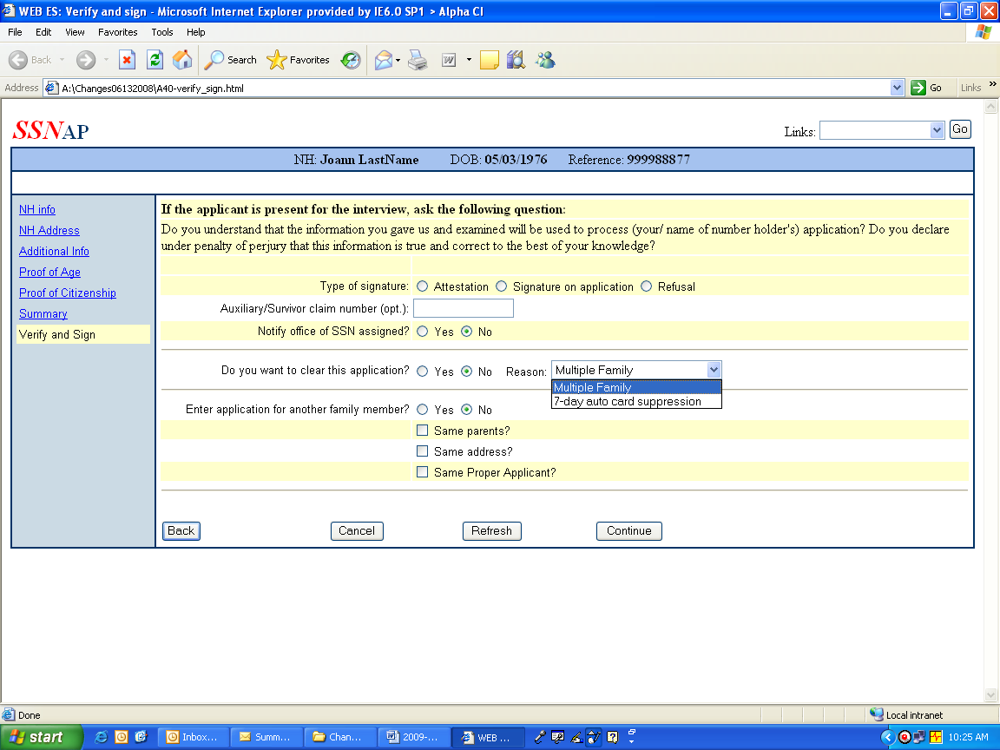 WEB ES: Verify and sign - Microsoft Internet Explorer provided by IE6.0 SP1 > Alpha CI
File Edit View Favorites Tools Help
Back Search Favorites
Address A:\Changes06132008\A40-verify_sign.html Go Links »
SSNAP Links: Go
NH: Joann LastName DOB: 05/03/1976 Reference: 999988877
NH info
NH Address
Additional Info
Proof of Age
Proof of Citizenship
Summary
Verify and Sign
If the applicant is present for the interview, ask the following question:
Do you understand that the information you gave us and examined will be used to process (your/ name of number holder's) application? Do you declare
under penalty of perjury that this information is true and correct to the best of your knowledge?
Type of signature: Attestation Signature on application Refusal
Auxiliary/Survivor claim number (opt.):
Notify office of SSN assigned? Yes No
Do you want to clear this application? Yes No Reason: Multiple Family
Multiple Family
7-day auto card suppression
Enter application for another family member? Yes No
Same parents?
Same address?
Same Proper Applicant?
Back Cancel Refresh Continue
Done Local intranet
start Inbox... Summ... Chan... 2009-... WEB ... 10:25 AM